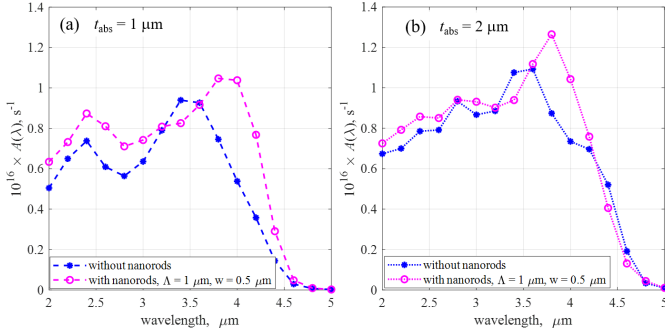 (a) t_abs = 1 μm
1.4
1.2
1
0.8
0.6
0.4
0.2
0
10^16 × A(λ), s^-1
without nanorods
with nanorods, Λ = 1 μm, w = 0.5 μm
2 2.5 3 3.5 4 4.5 5
wavelength, μm
(b) t_abs = 2 μm
1.4
1.2
1
0.8
0.6
0.4
0.2
0
10^16 × A(λ), s^-1
without nanorods
with nanorods, Λ = 1 μm, w = 0.5 μm
2 2.5 3 3.5 4 4.5 5
wavelength, μm